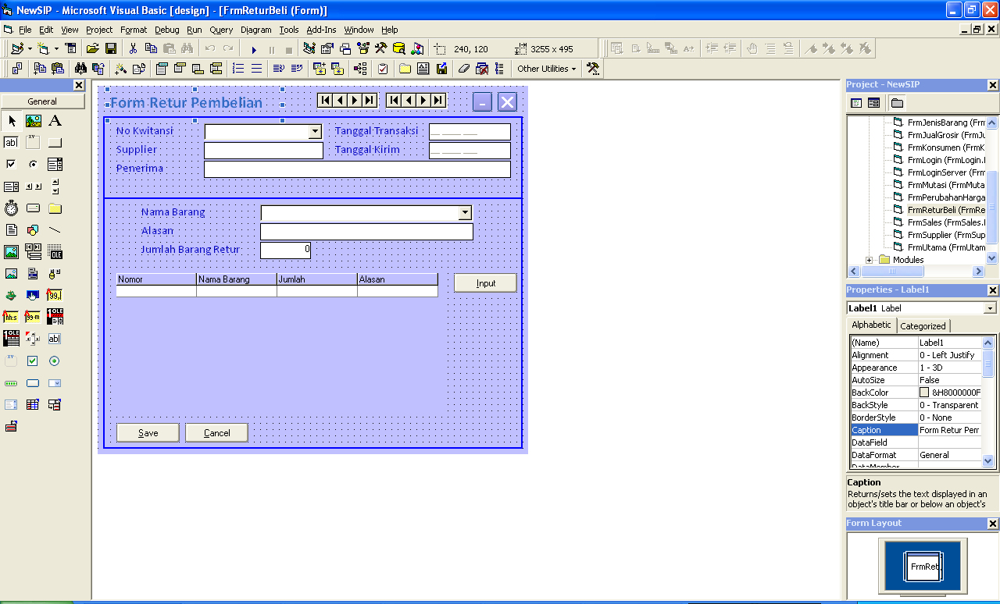 NewSIP - Microsoft Visual Basic [design] - [FrmReturBeli (Form)]
File Edit View Project Format Debug Run Query Diagram Tools Add-Ins Window Help
240, 120 3255 x 495
Other Utilities
General
Form Retur Pembelian
No Kwitansi Tanggal Transaksi
Supplier Tanggal Kirim
Penerima
Nama Barang
Alasan
Jumlah Barang Retur 0
Nomor Nama Barang Jumlah Alasan
Input
Save Cancel
Project - NewSIP
FrmJenisBarang (Frm
FrmJualGrosir (FrmJ
FrmKonsumen (FrmK
FrmLogin (FrmLogin.
FrmLoginServer (Frm
FrmMutasi (FrmMuta
FrmPerubahanHarga
FrmReturBeli (FrmRe
FrmSales (FrmSales.
FrmSupplier (FrmSup
FrmUtama (FrmUtam
Modules
Properties - Label1
Label1 Label
Alphabetic Categorized
(Name) Label1
Alignment 0 - Left Justify
Appearance 1 - 3D
AutoSize False
BackColor &H8000000F
BackStyle 0 - Transparent
BorderStyle 0 - None
Caption Form Retur Pem
DataField
DataFormat General
DataMember
Caption
Returns/sets the text displayed in an
object's title bar or below an object's
Form Layout
FrmRet